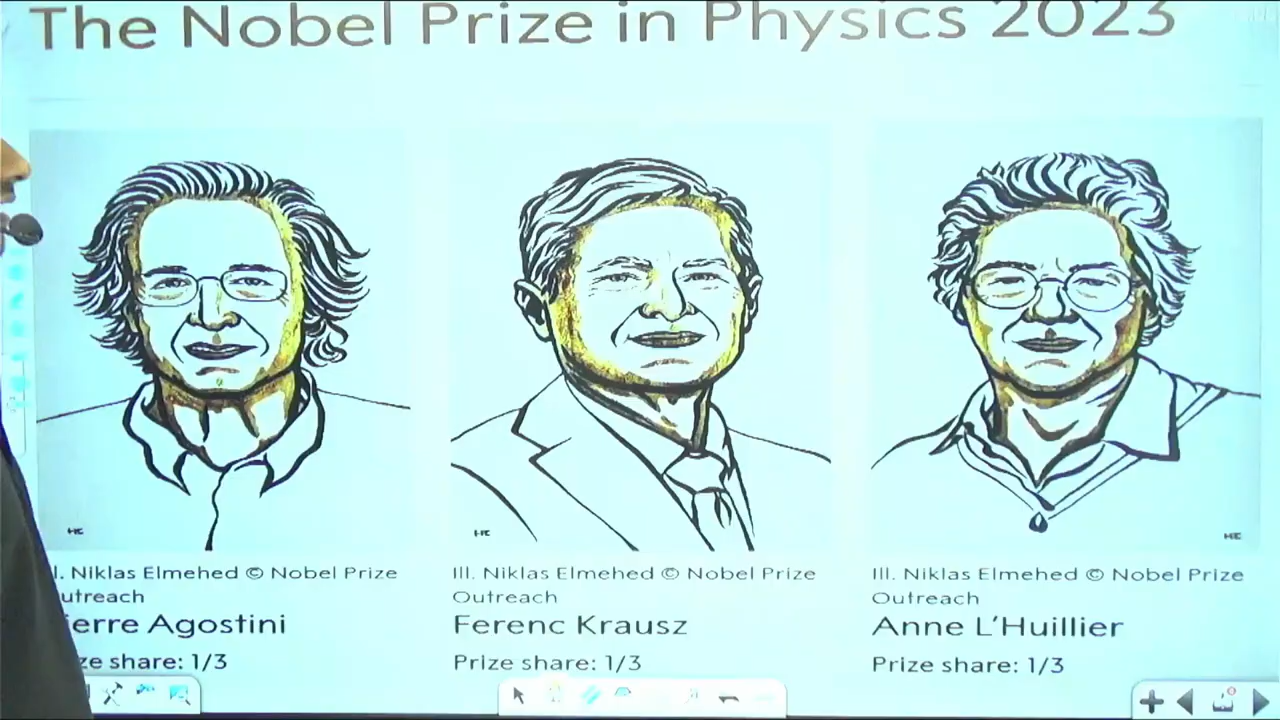 The Nobel Prize in Physics 2023
l. Niklas Elmehed © Nobel Prize
utreach
ierre Agostini
ze share: 1/3
Ill. Niklas Elmehed © Nobel Prize
Outreach
Ferenc Krausz
Prize share: 1/3
Ill. Niklas Elmehed © Nobel Prize
Outreach
Anne L'Huillier
Prize share: 1/3